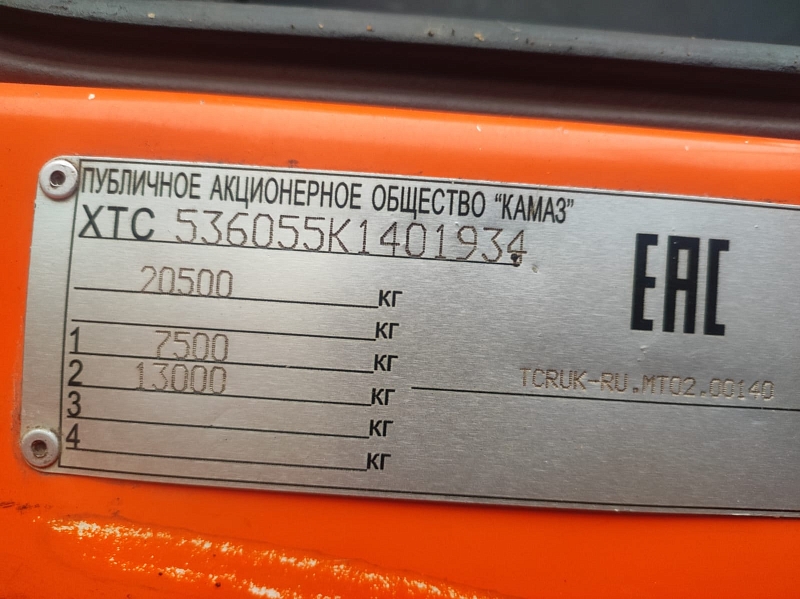 ПУБЛИЧНОЕ АКЦИОНЕРНОЕ ОБЩЕСТВО "КАМАЗ"
XTC 536055K1401934
20500 КГ
КГ
1 7500 КГ
2 13000 КГ
3 КГ
4 КГ
EAC
TCRUK-RU.MT02.00140